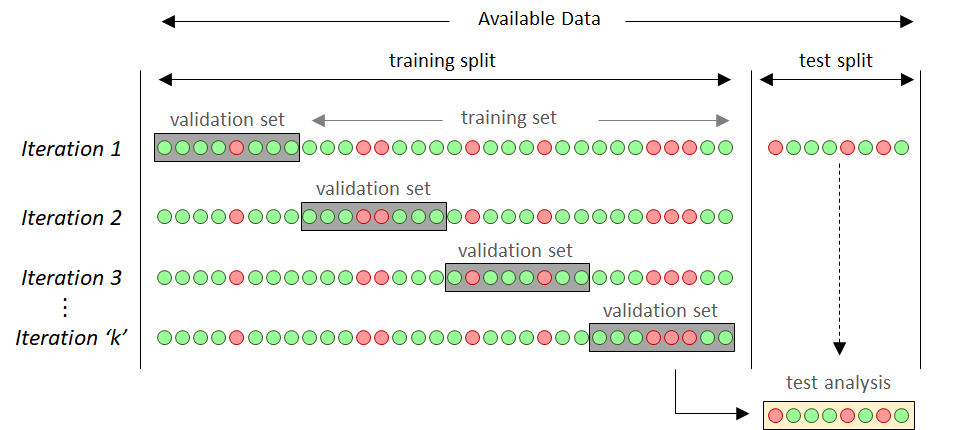 Available Data
training split
test split
validation set
training set
Iteration 1
validation set
Iteration 2
validation set
Iteration 3
⋮
validation set
Iteration ‘k’
test analysis